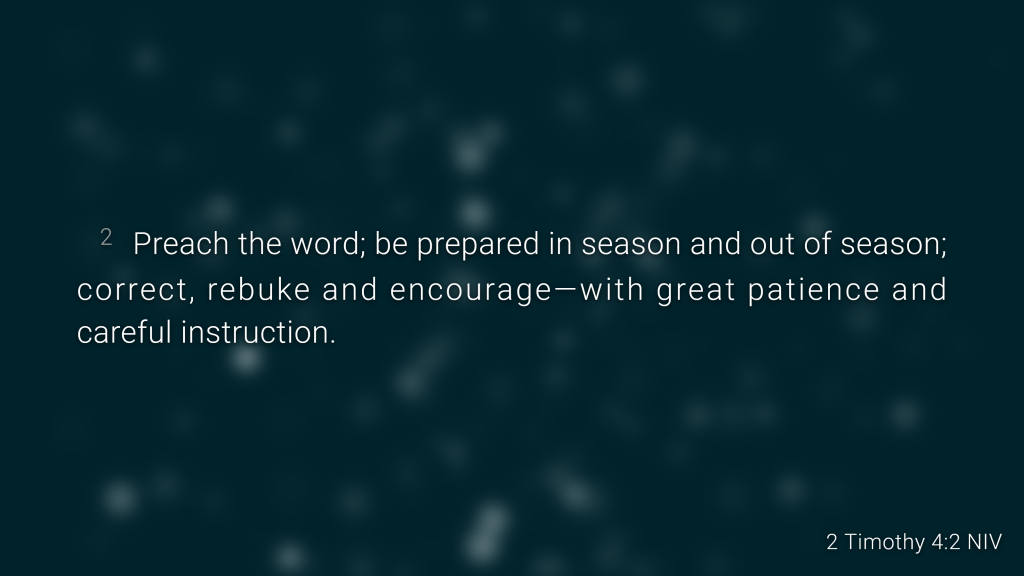 2 Preach the word; be prepared in season and out of season;
correct, rebuke and encourage—with great patience and
careful instruction.
2 Timothy 4:2 NIV